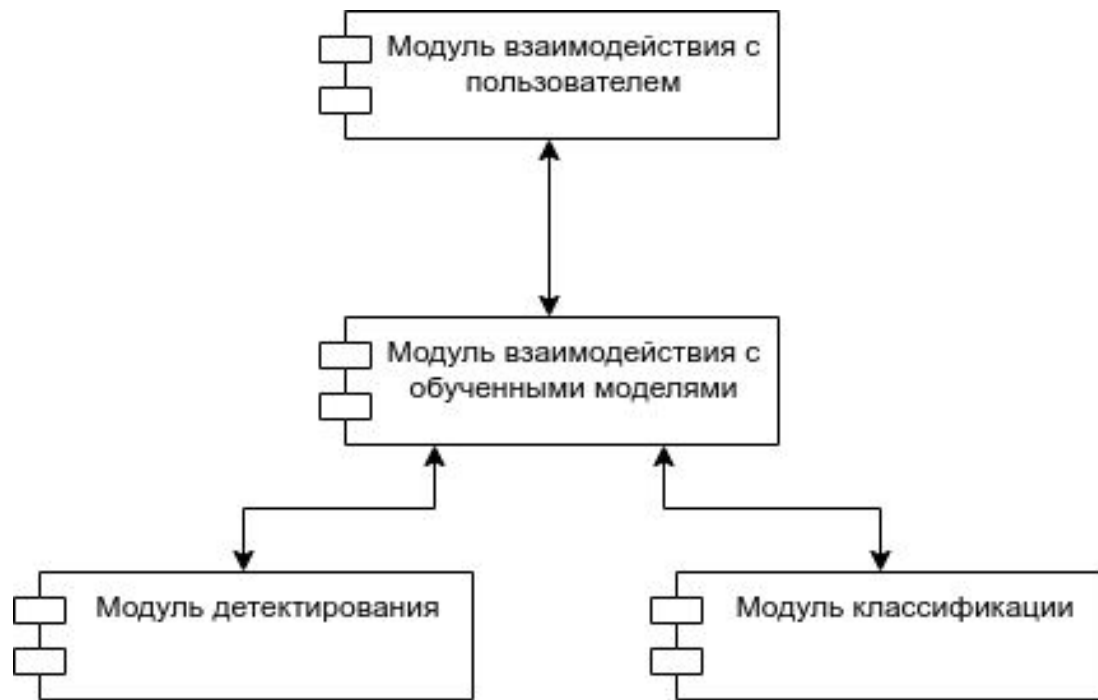 Модуль взаимодействия с
пользователем
Модуль взаимодействия с
обученными моделями
Модуль детектирования
Модуль классификации